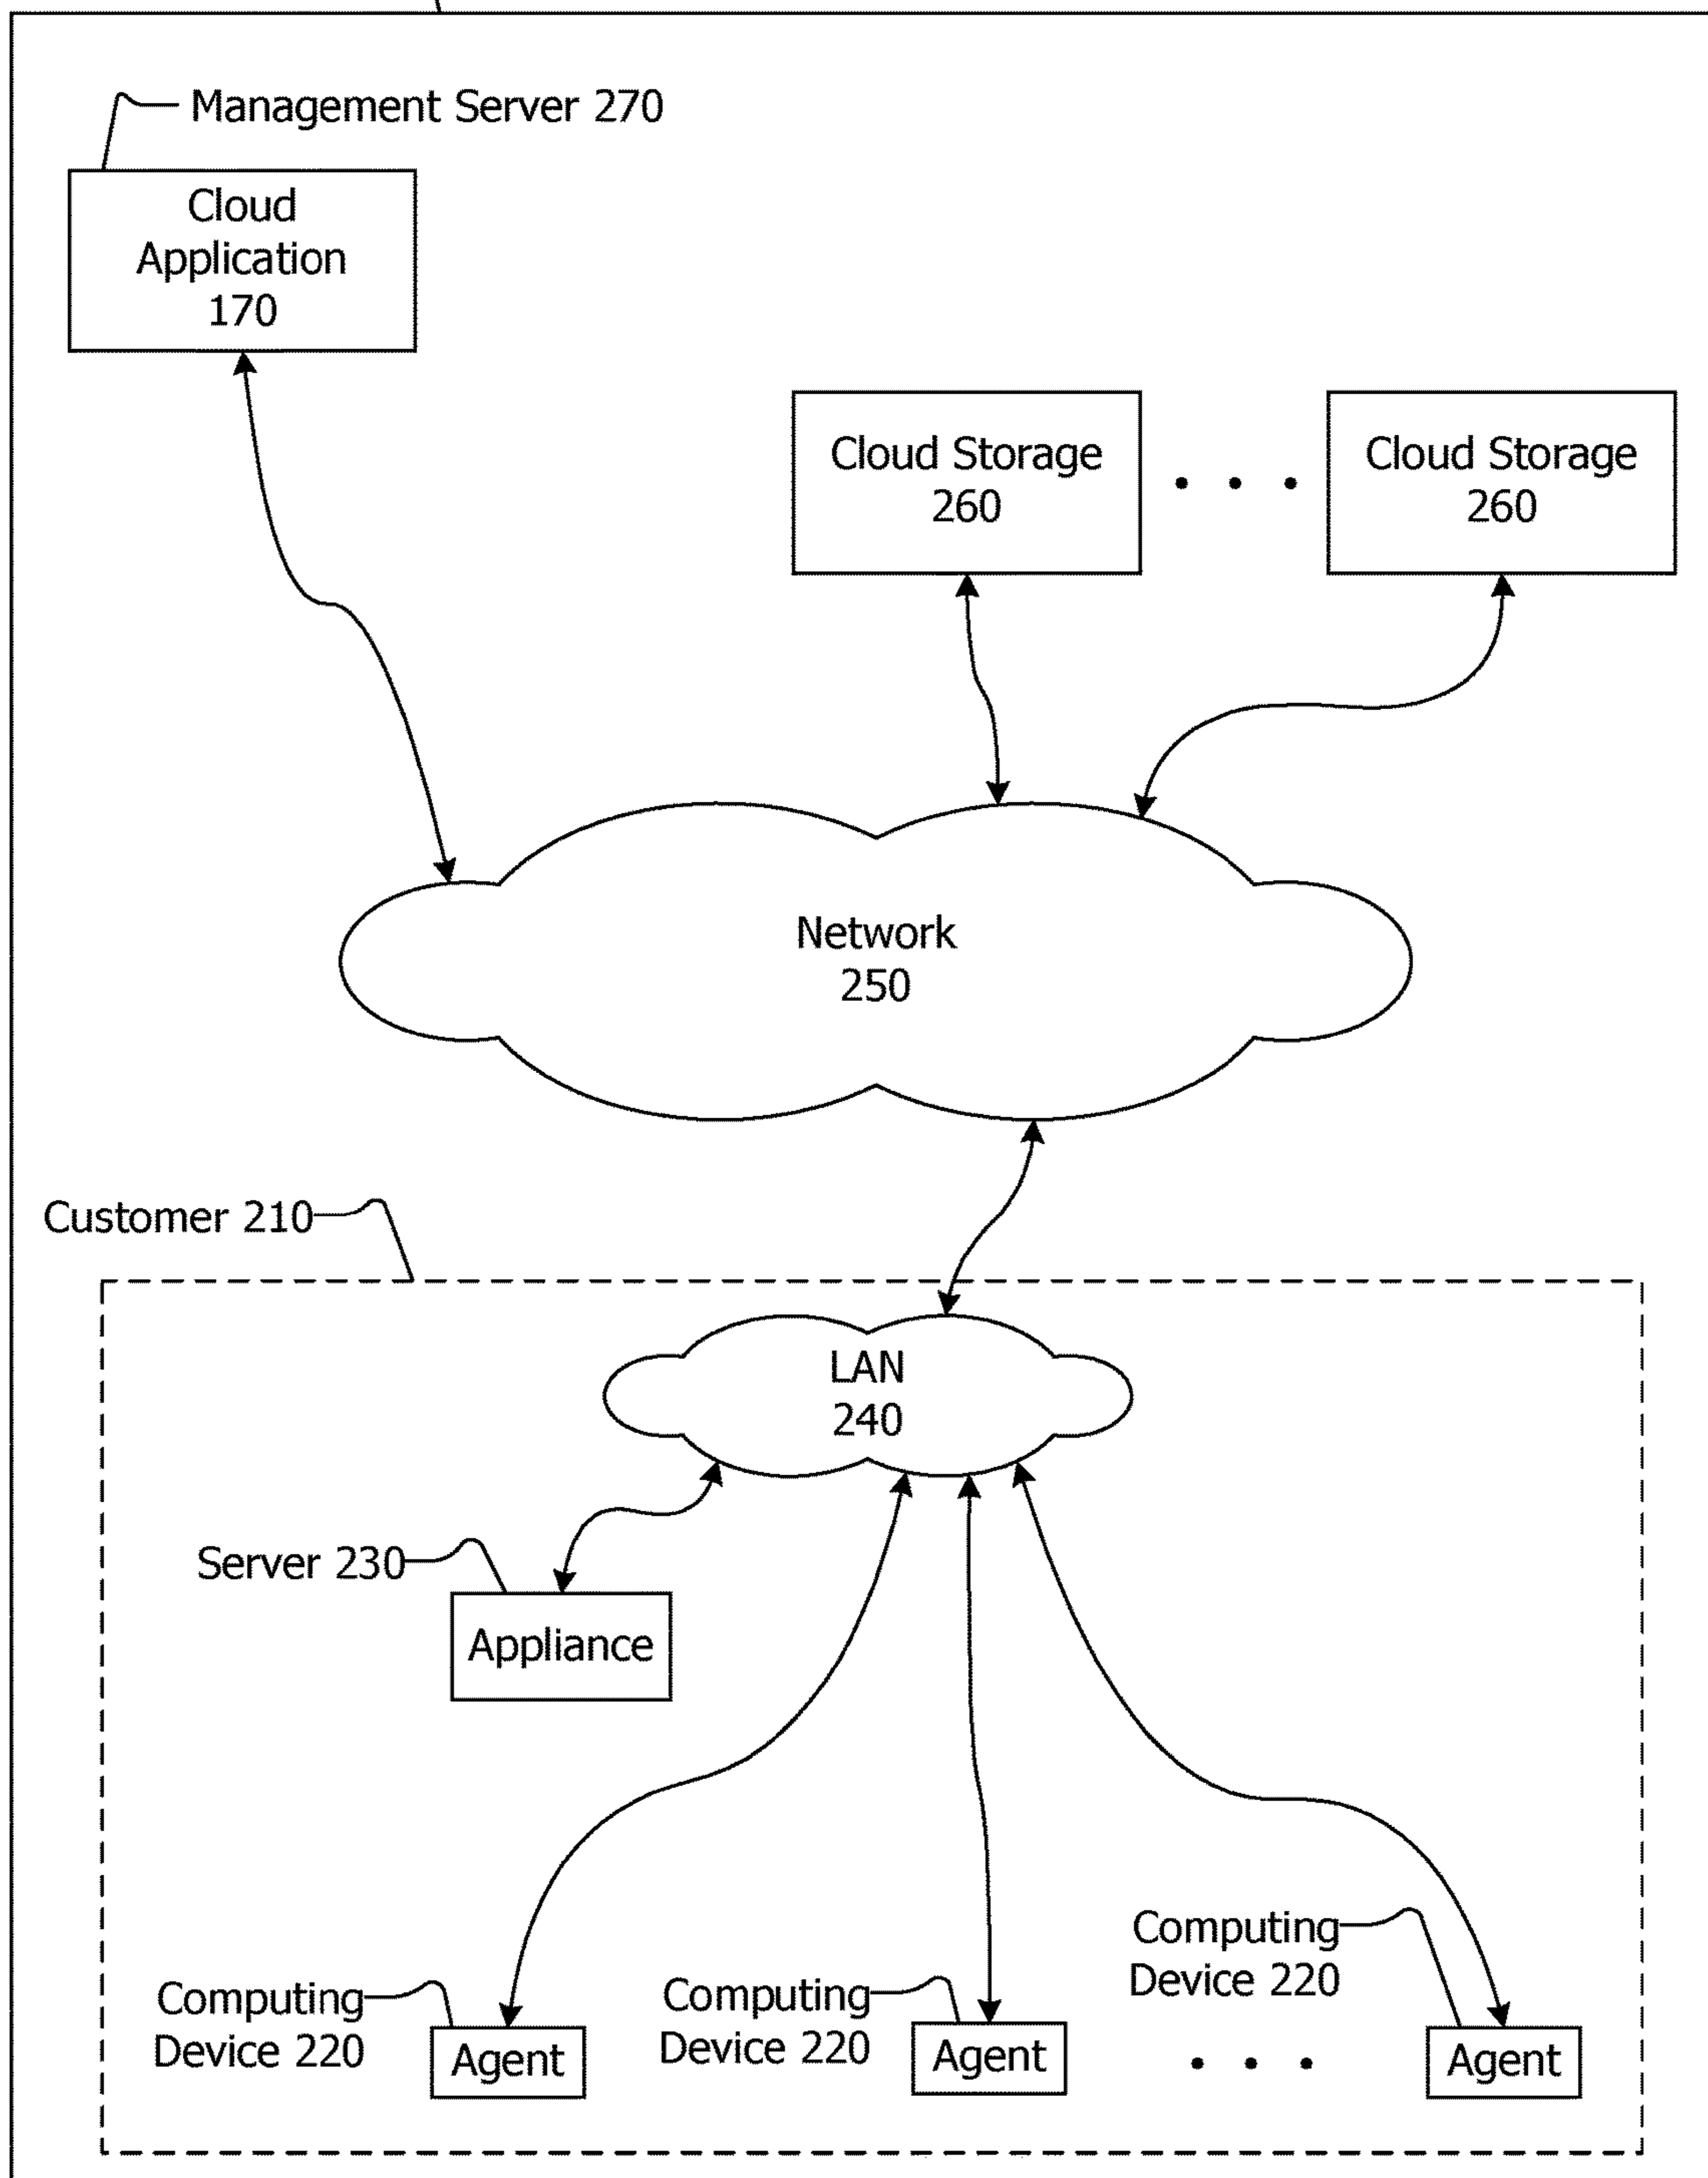 Management Server 270
Cloud
Application
170
Cloud Storage
260
• • •
Cloud Storage
260
Network
250
Customer 210
LAN
240
Server 230
Appliance
Computing
Device 220
Agent
Computing
Device 220
Agent
• • •
Computing
Device 220
Agent